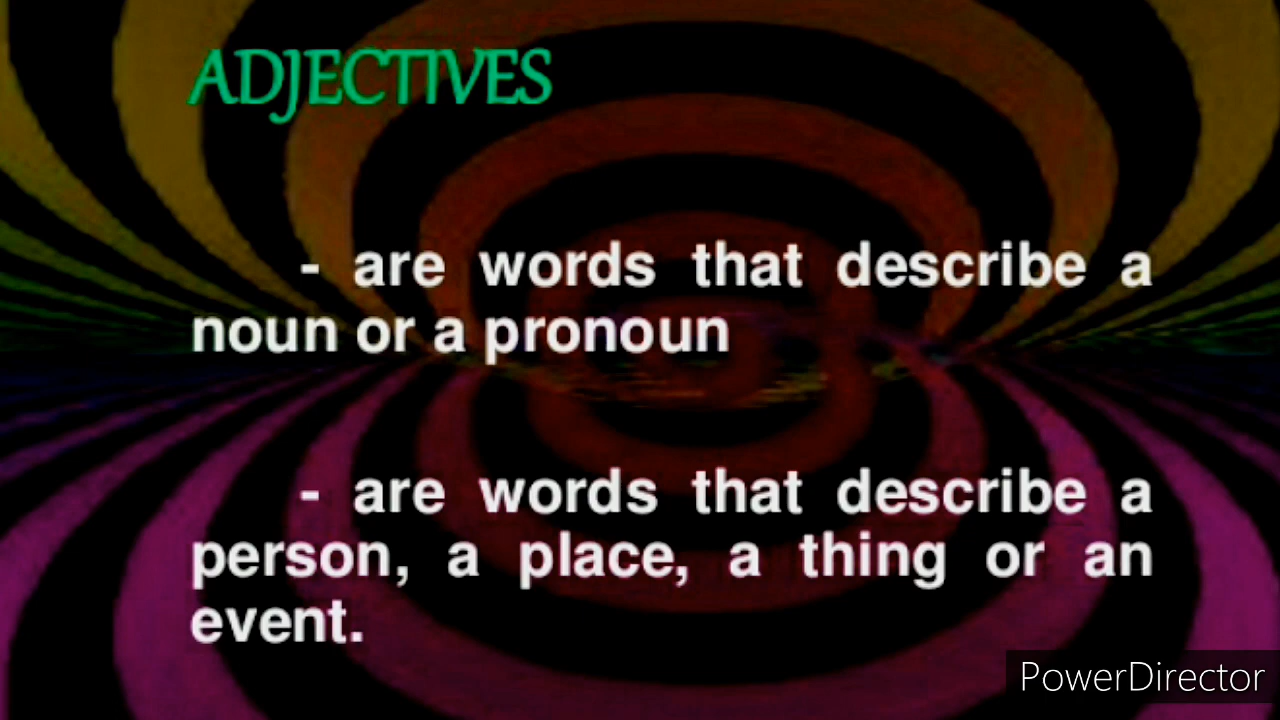 ADJECTIVES
- are words that describe a
noun or a pronoun
- are words that describe a
person, a place, a thing or an
event.
PowerDirector